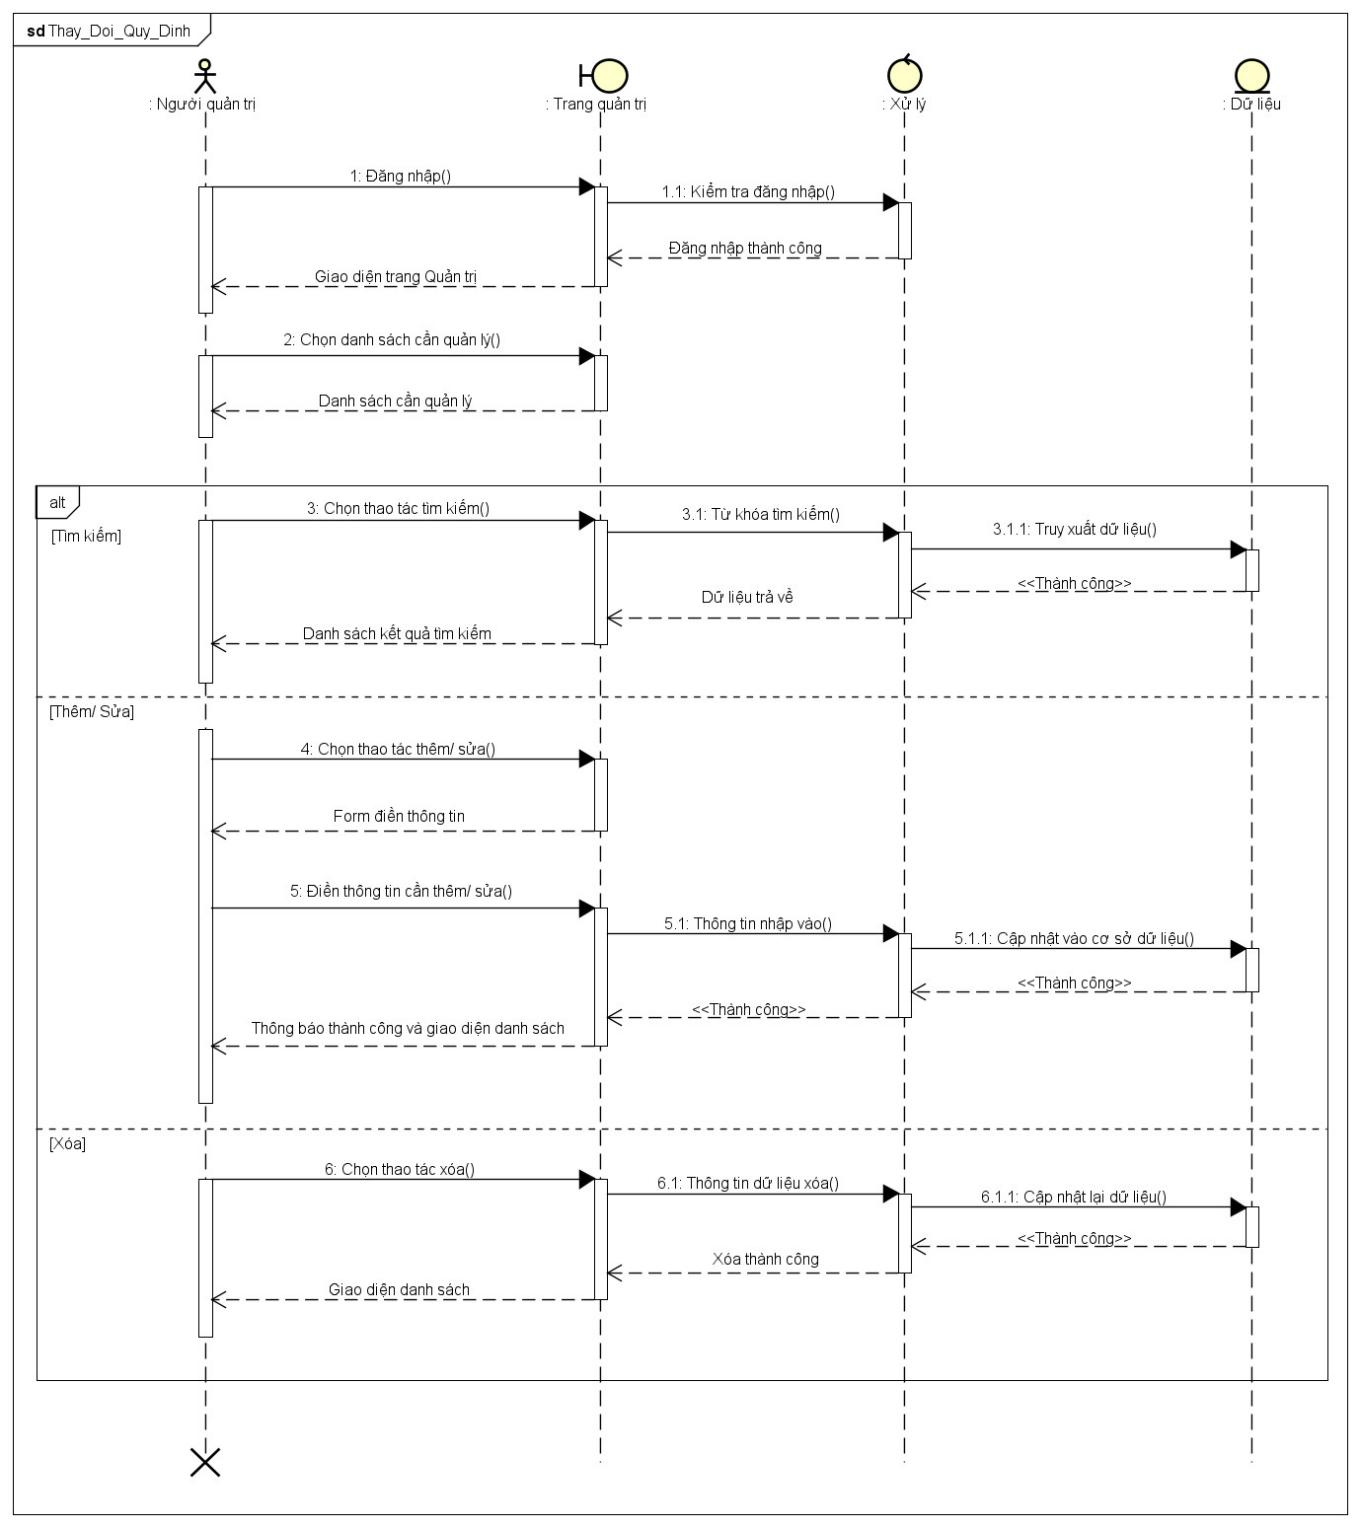 sd Thay_Doi_Quy_Dinh
: Người quản trị
: Trang quản trị
: Xử lý
: Dữ liệu
1: Đăng nhập()
1.1: Kiểm tra đăng nhập()
Đăng nhập thành công
Giao diện trang Quản trị
2: Chọn danh sách cần quản lý()
Danh sách cần quản lý
alt
[Tìm kiếm]
3: Chọn thao tác tìm kiếm()
3.1: Từ khóa tìm kiếm()
3.1.1: Truy xuất dữ liệu()
<<Thành công>>
Dữ liệu trả về
Danh sách kết quả tìm kiếm
[Thêm/ Sửa]
4: Chọn thao tác thêm/ sửa()
Form điền thông tin
5: Điền thông tin cần thêm/ sửa()
5.1: Thông tin nhập vào()
5.1.1: Cập nhật vào cơ sở dữ liệu()
<<Thành công>>
<<Thành công>>
Thông báo thành công và giao diện danh sách
[Xóa]
6: Chọn thao tác xóa()
6.1: Thông tin dữ liệu xóa()
6.1.1: Cập nhật lại dữ liệu()
<<Thành công>>
Xóa thành công
Giao diện danh sách